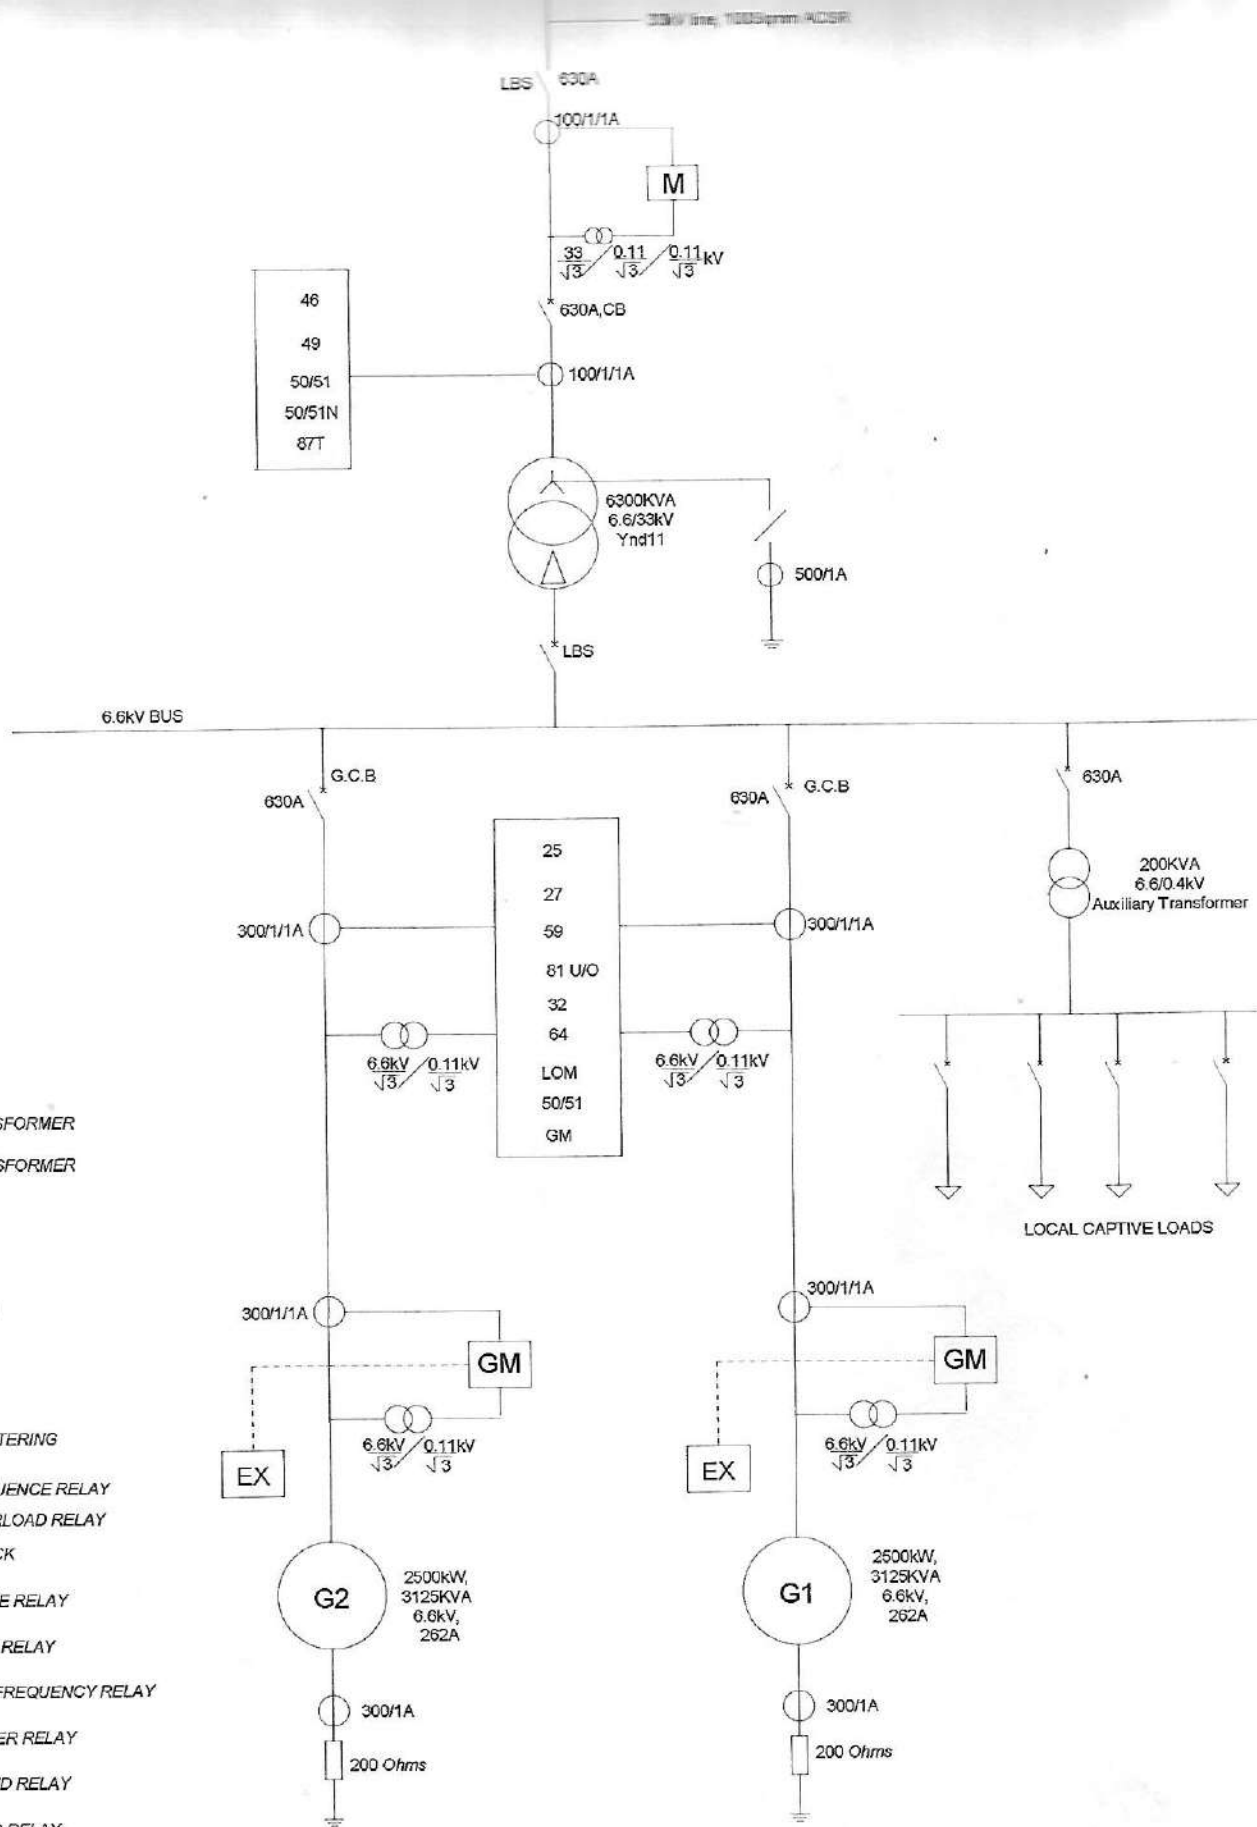 33kV line, 100Sqmm ACSR
LBS 630A
100/1/1A
M
33/√3 / 0.11/√3 / 0.11/√3 kV
630A,CB
46
49
50/51
50/51N
87T
100/1/1A
6300KVA
6.6/33kV
Ynd11
500/1A
LBS
6.6kV BUS
G.C.B
630A
G.C.B
630A
630A
25
27
59
81 U/O
32
64
LOM
50/51
GM
300/1/1A
300/1/1A
200KVA
6.6/0.4kV
Auxiliary Transformer
6.6kV/√3 / 0.11kV/√3
6.6kV/√3 / 0.11kV/√3
LOCAL CAPTIVE LOADS
SFORMER
SFORMER
300/1/1A
300/1/1A
GM
GM
6.6kV/√3 / 0.11kV/√3
6.6kV/√3 / 0.11kV/√3
EX
EX
TERING
UENCE RELAY
RLOAD RELAY
CK
E RELAY
RELAY
FREQUENCY RELAY
ER RELAY
D RELAY
RELAY
G2
2500kW,
3125KVA
6.6kV,
262A
G1
2500kW,
3125KVA
6.6kV,
262A
300/1A
300/1A
200 Ohms
200 Ohms